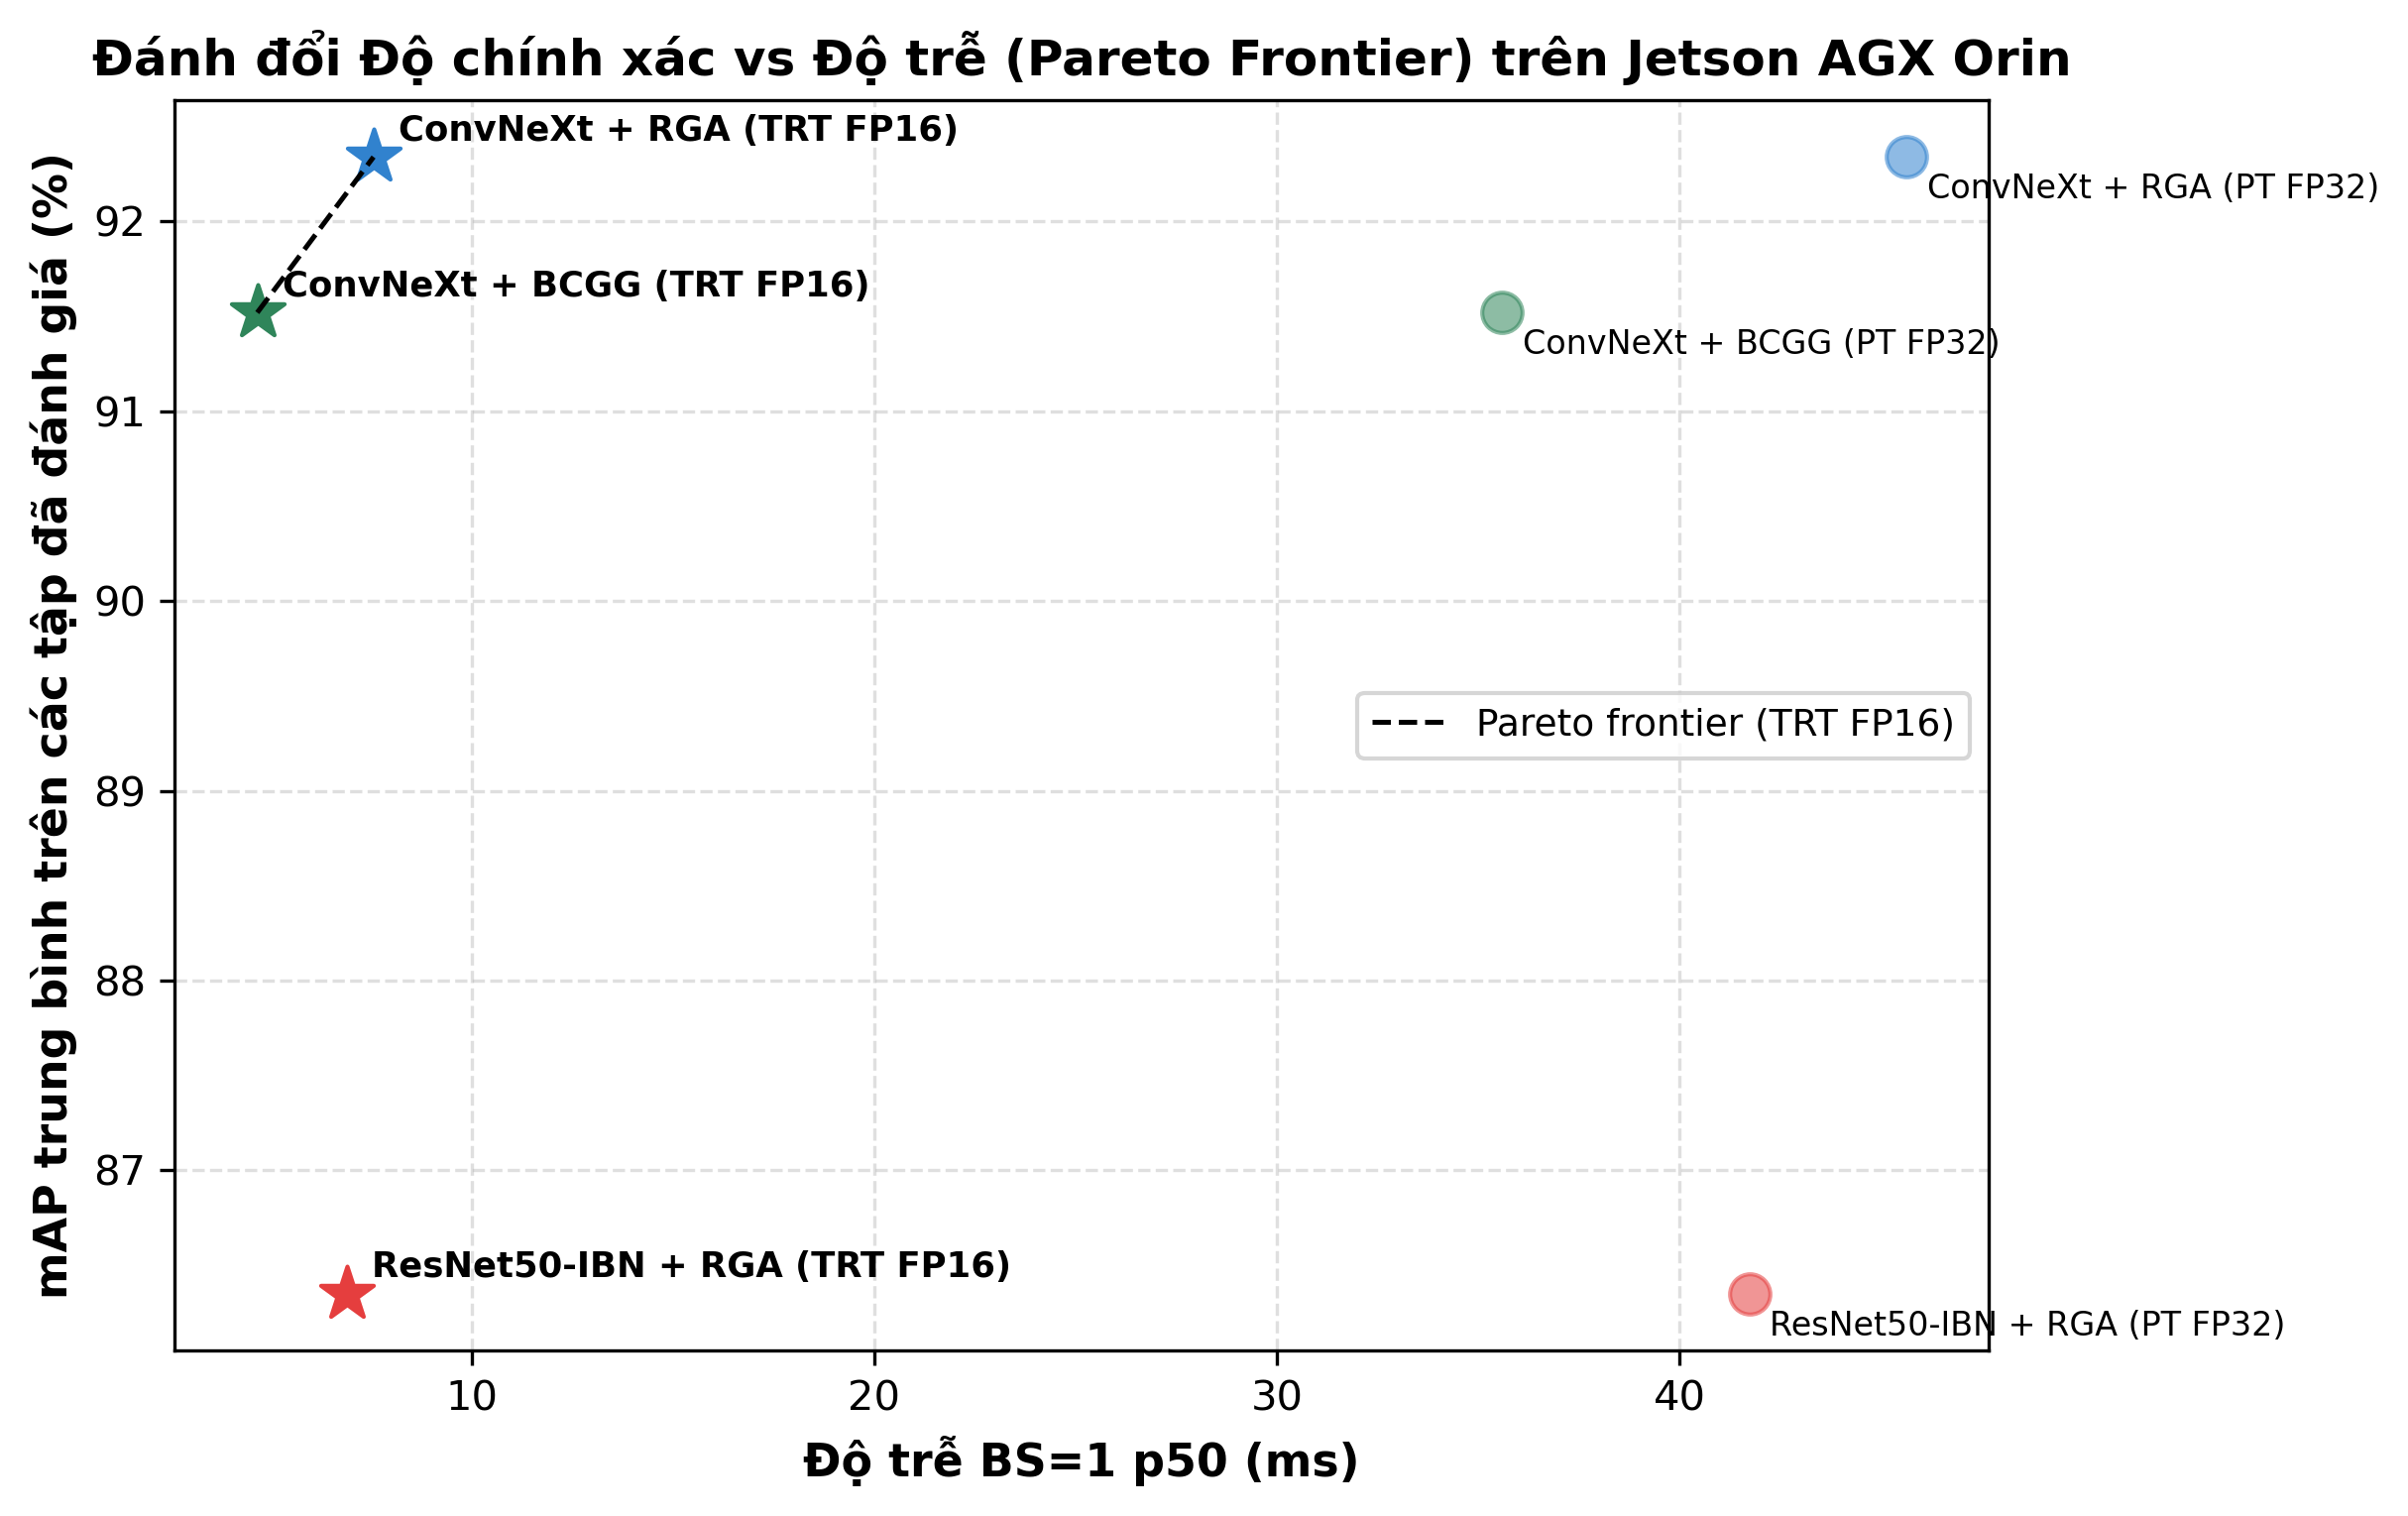 Đánh đổi Độ chính xác vs Độ trễ (Pareto Frontier) trên Jetson AGX Orin
mAP trung bình trên các tập đã đánh giá (%)
92
91
90
89
88
87
ConvNeXt + RGA (TRT FP16)
ConvNeXt + RGA (PT FP32)
ConvNeXt + BCGG (TRT FP16)
ConvNeXt + BCGG (PT FP32)
Pareto frontier (TRT FP16)
ResNet50-IBN + RGA (TRT FP16)
ResNet50-IBN + RGA (PT FP32)
10
20
30
40
Độ trễ BS=1 p50 (ms)